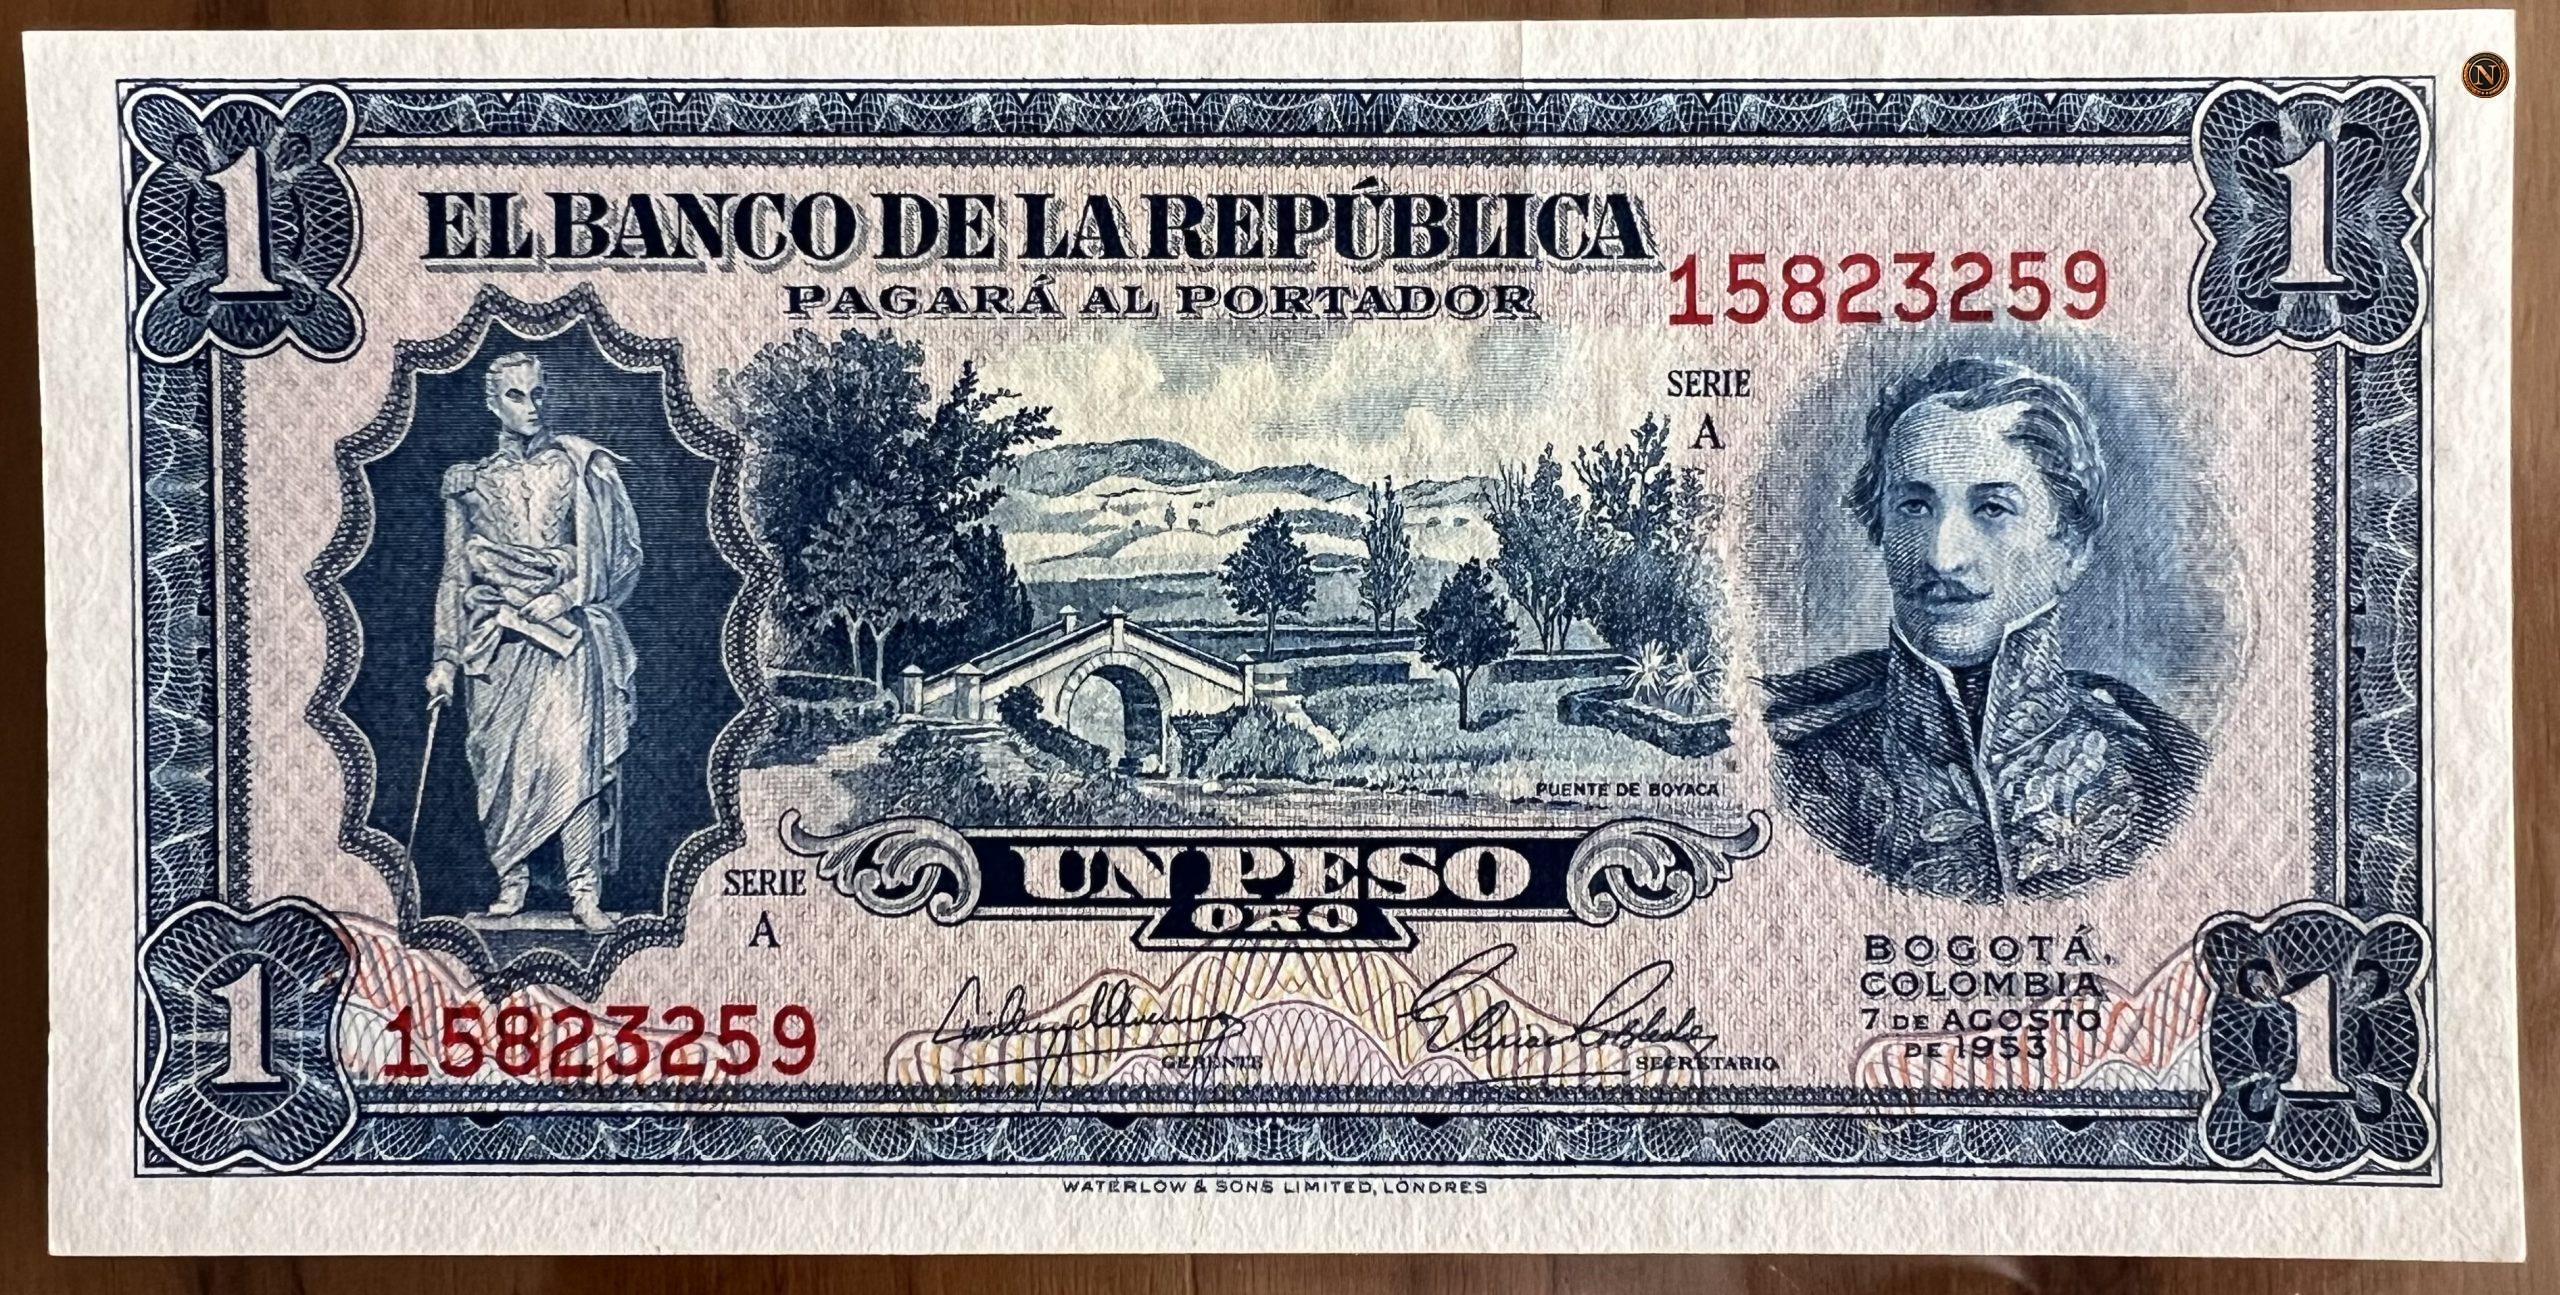 N
1
1
EL BANCO DE LA REPÚBLICA
PAGARÁ AL PORTADOR
15823259
SERIE
A
PUENTE DE BOYACA
UN PESO
ORO
SERIE
A
15823259
GERENTE
SECRETARIO
BOGOTÁ,
COLOMBIA
7 DE AGOSTO
DE 1953
1
1
WATERLOW & SONS LIMITED, LONDRES